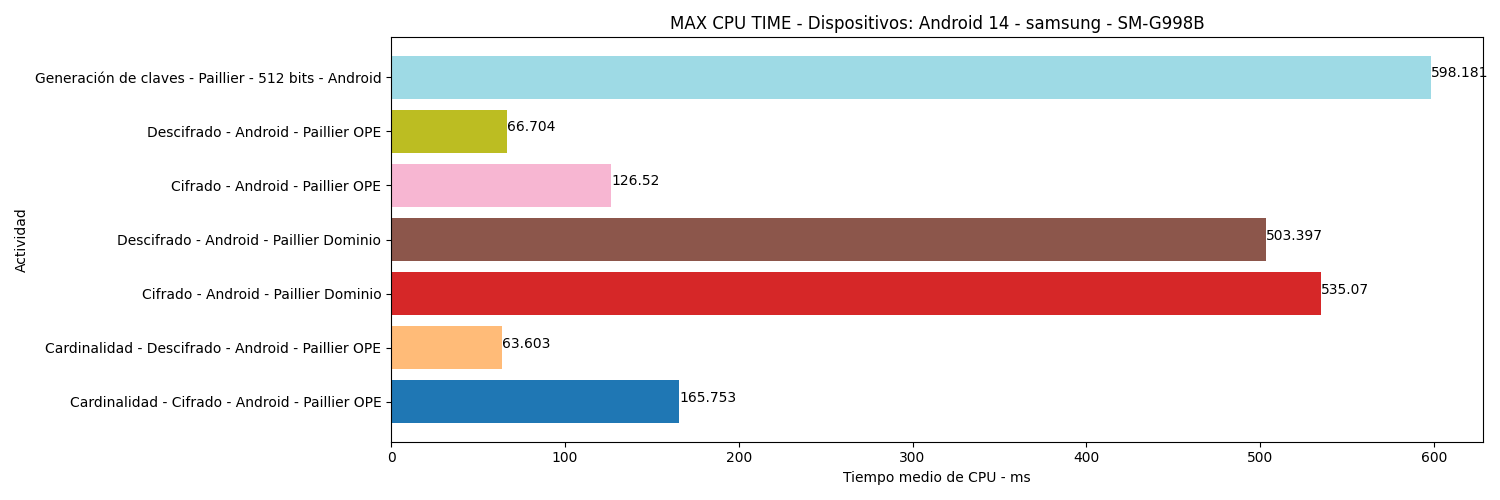 MAX CPU TIME - Dispositivos: Android 14 - samsung - SM-G998B
Actividad
Generación de claves - Paillier - 512 bits - Android
598.181
Descifrado - Android - Paillier OPE
66.704
Cifrado - Android - Paillier OPE
126.52
Descifrado - Android - Paillier Dominio
503.397
Cifrado - Android - Paillier Dominio
535.07
Cardinalidad - Descifrado - Android - Paillier OPE
63.603
Cardinalidad - Cifrado - Android - Paillier OPE
165.753
0 100 200 300 400 500 600
Tiempo medio de CPU - ms